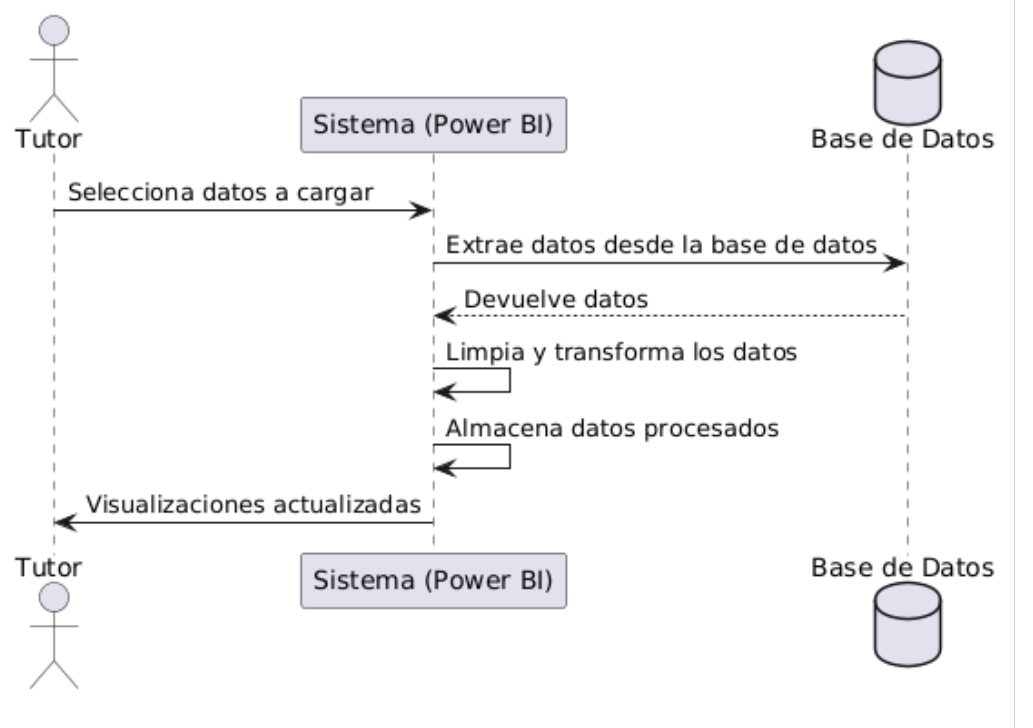 Tutor
Sistema (Power BI)
Base de Datos
Selecciona datos a cargar
Extrae datos desde la base de datos
Devuelve datos
Limpia y transforma los datos
Almacena datos procesados
Visualizaciones actualizadas
Tutor
Sistema (Power BI)
Base de Datos